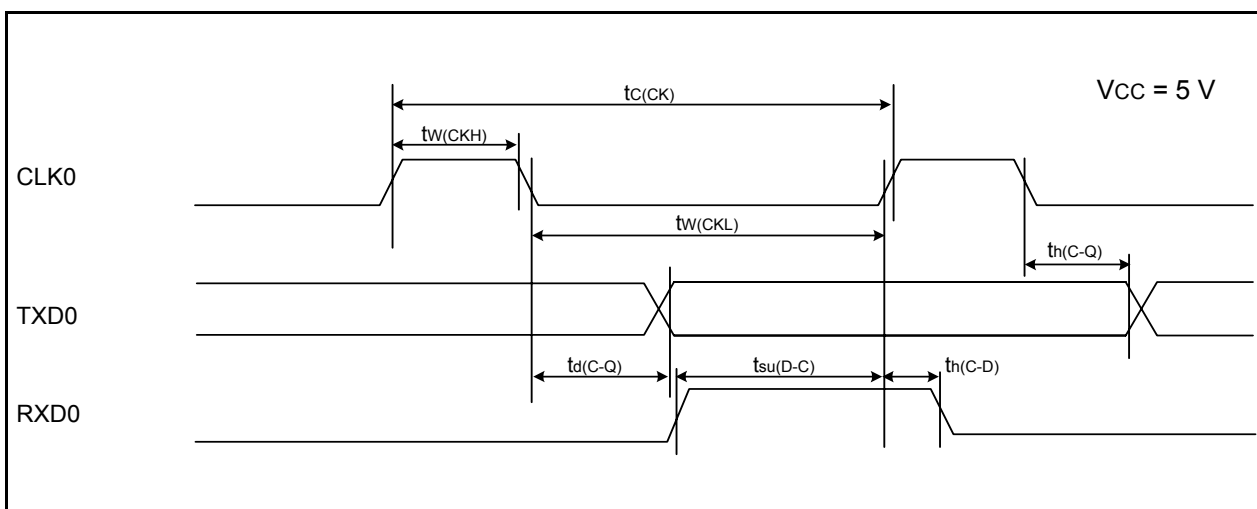 tC(CK)
VCC = 5 V
tW(CKH)
CLK0
tW(CKL)
th(C-Q)
TXD0
td(C-Q)
tsu(D-C)
th(C-D)
RXD0